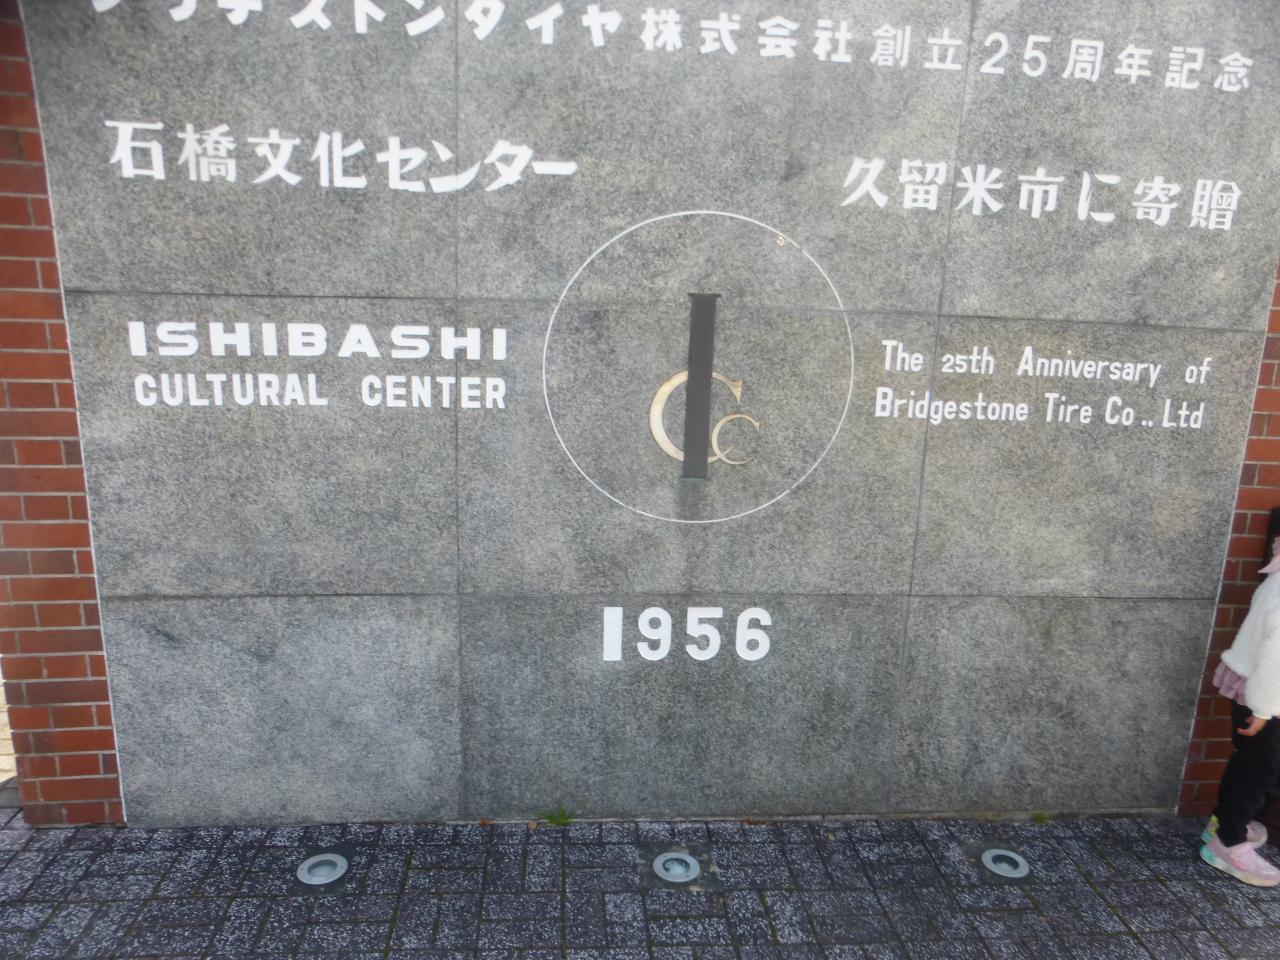 ブリヂストンタイヤ株式会社創立25周年記念
石橋文化センター 久留米市に寄贈
ISHIBASHI
CULTURAL CENTER
The 25th Anniversary of
Bridgestone Tire Co., Ltd
1956